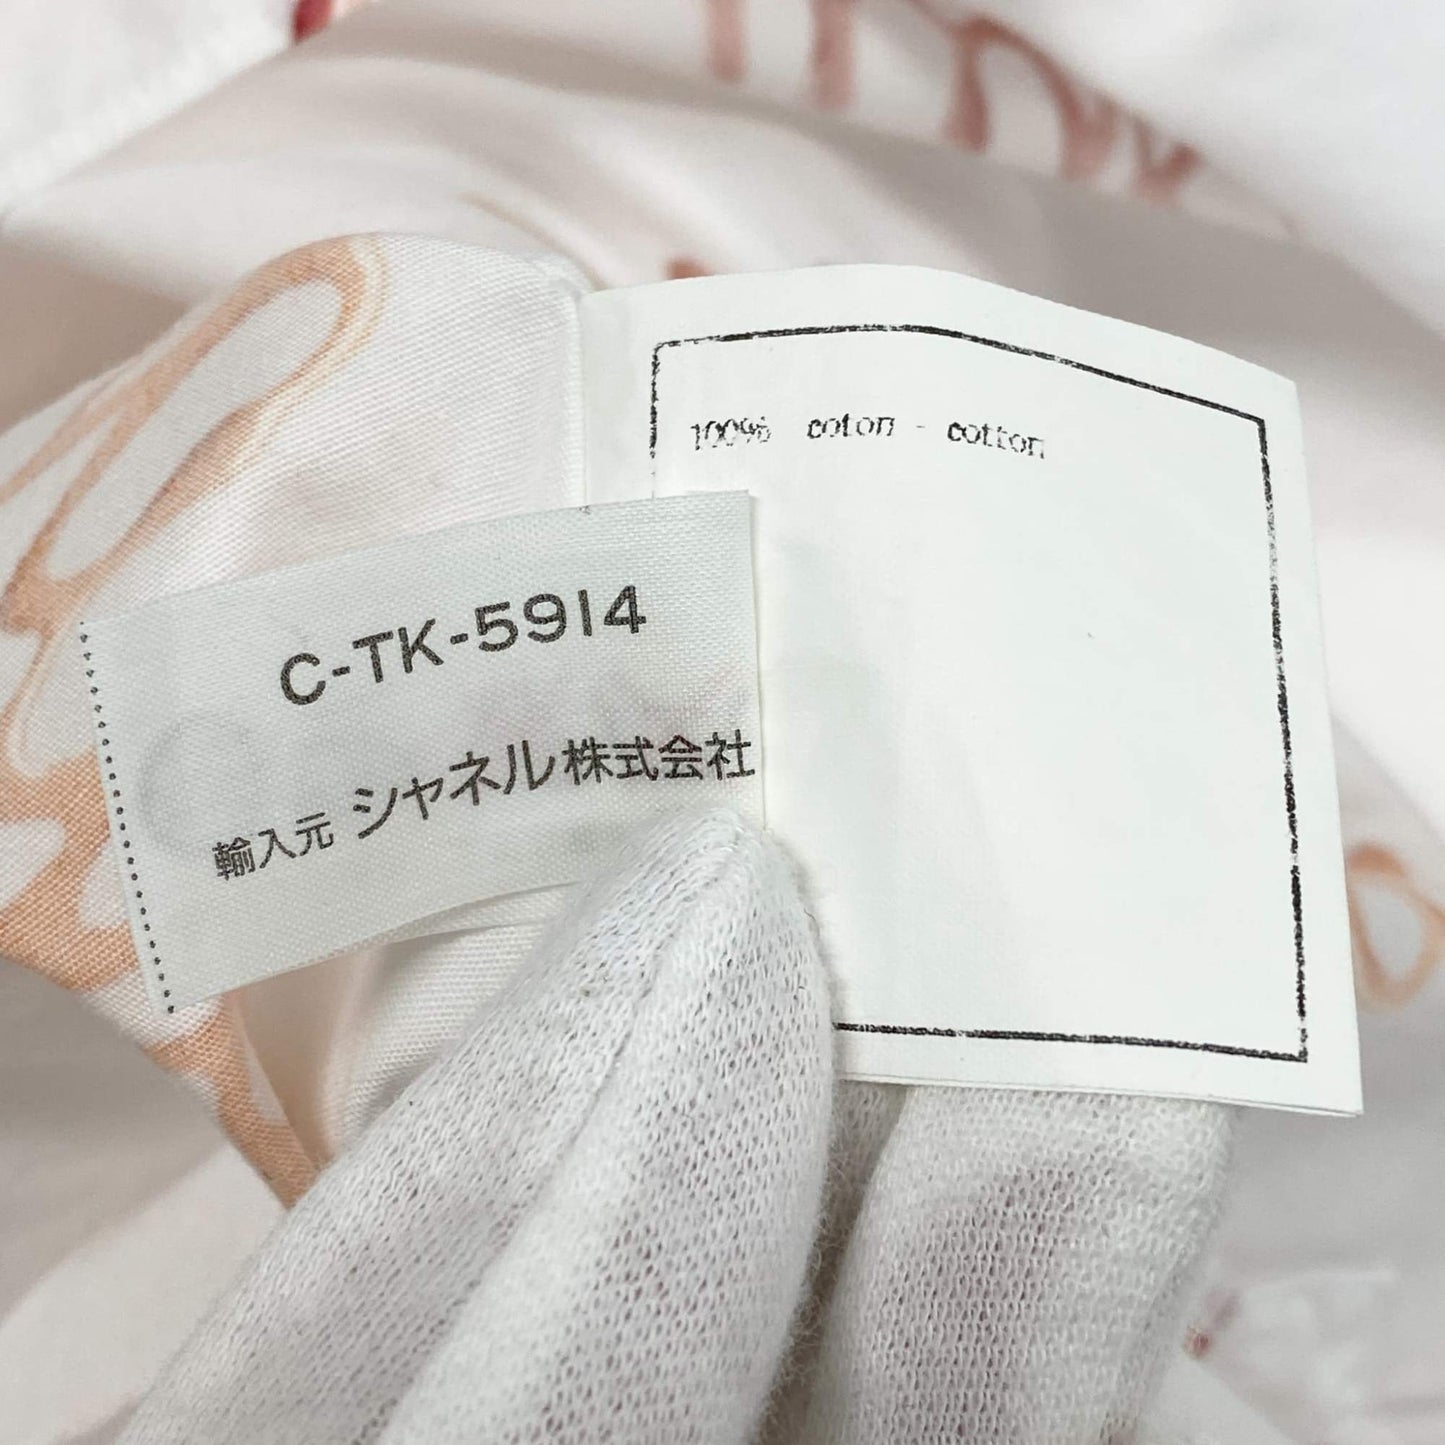 100% coton - cotton
C-TK-5914
輸入元 シャネル株式会社